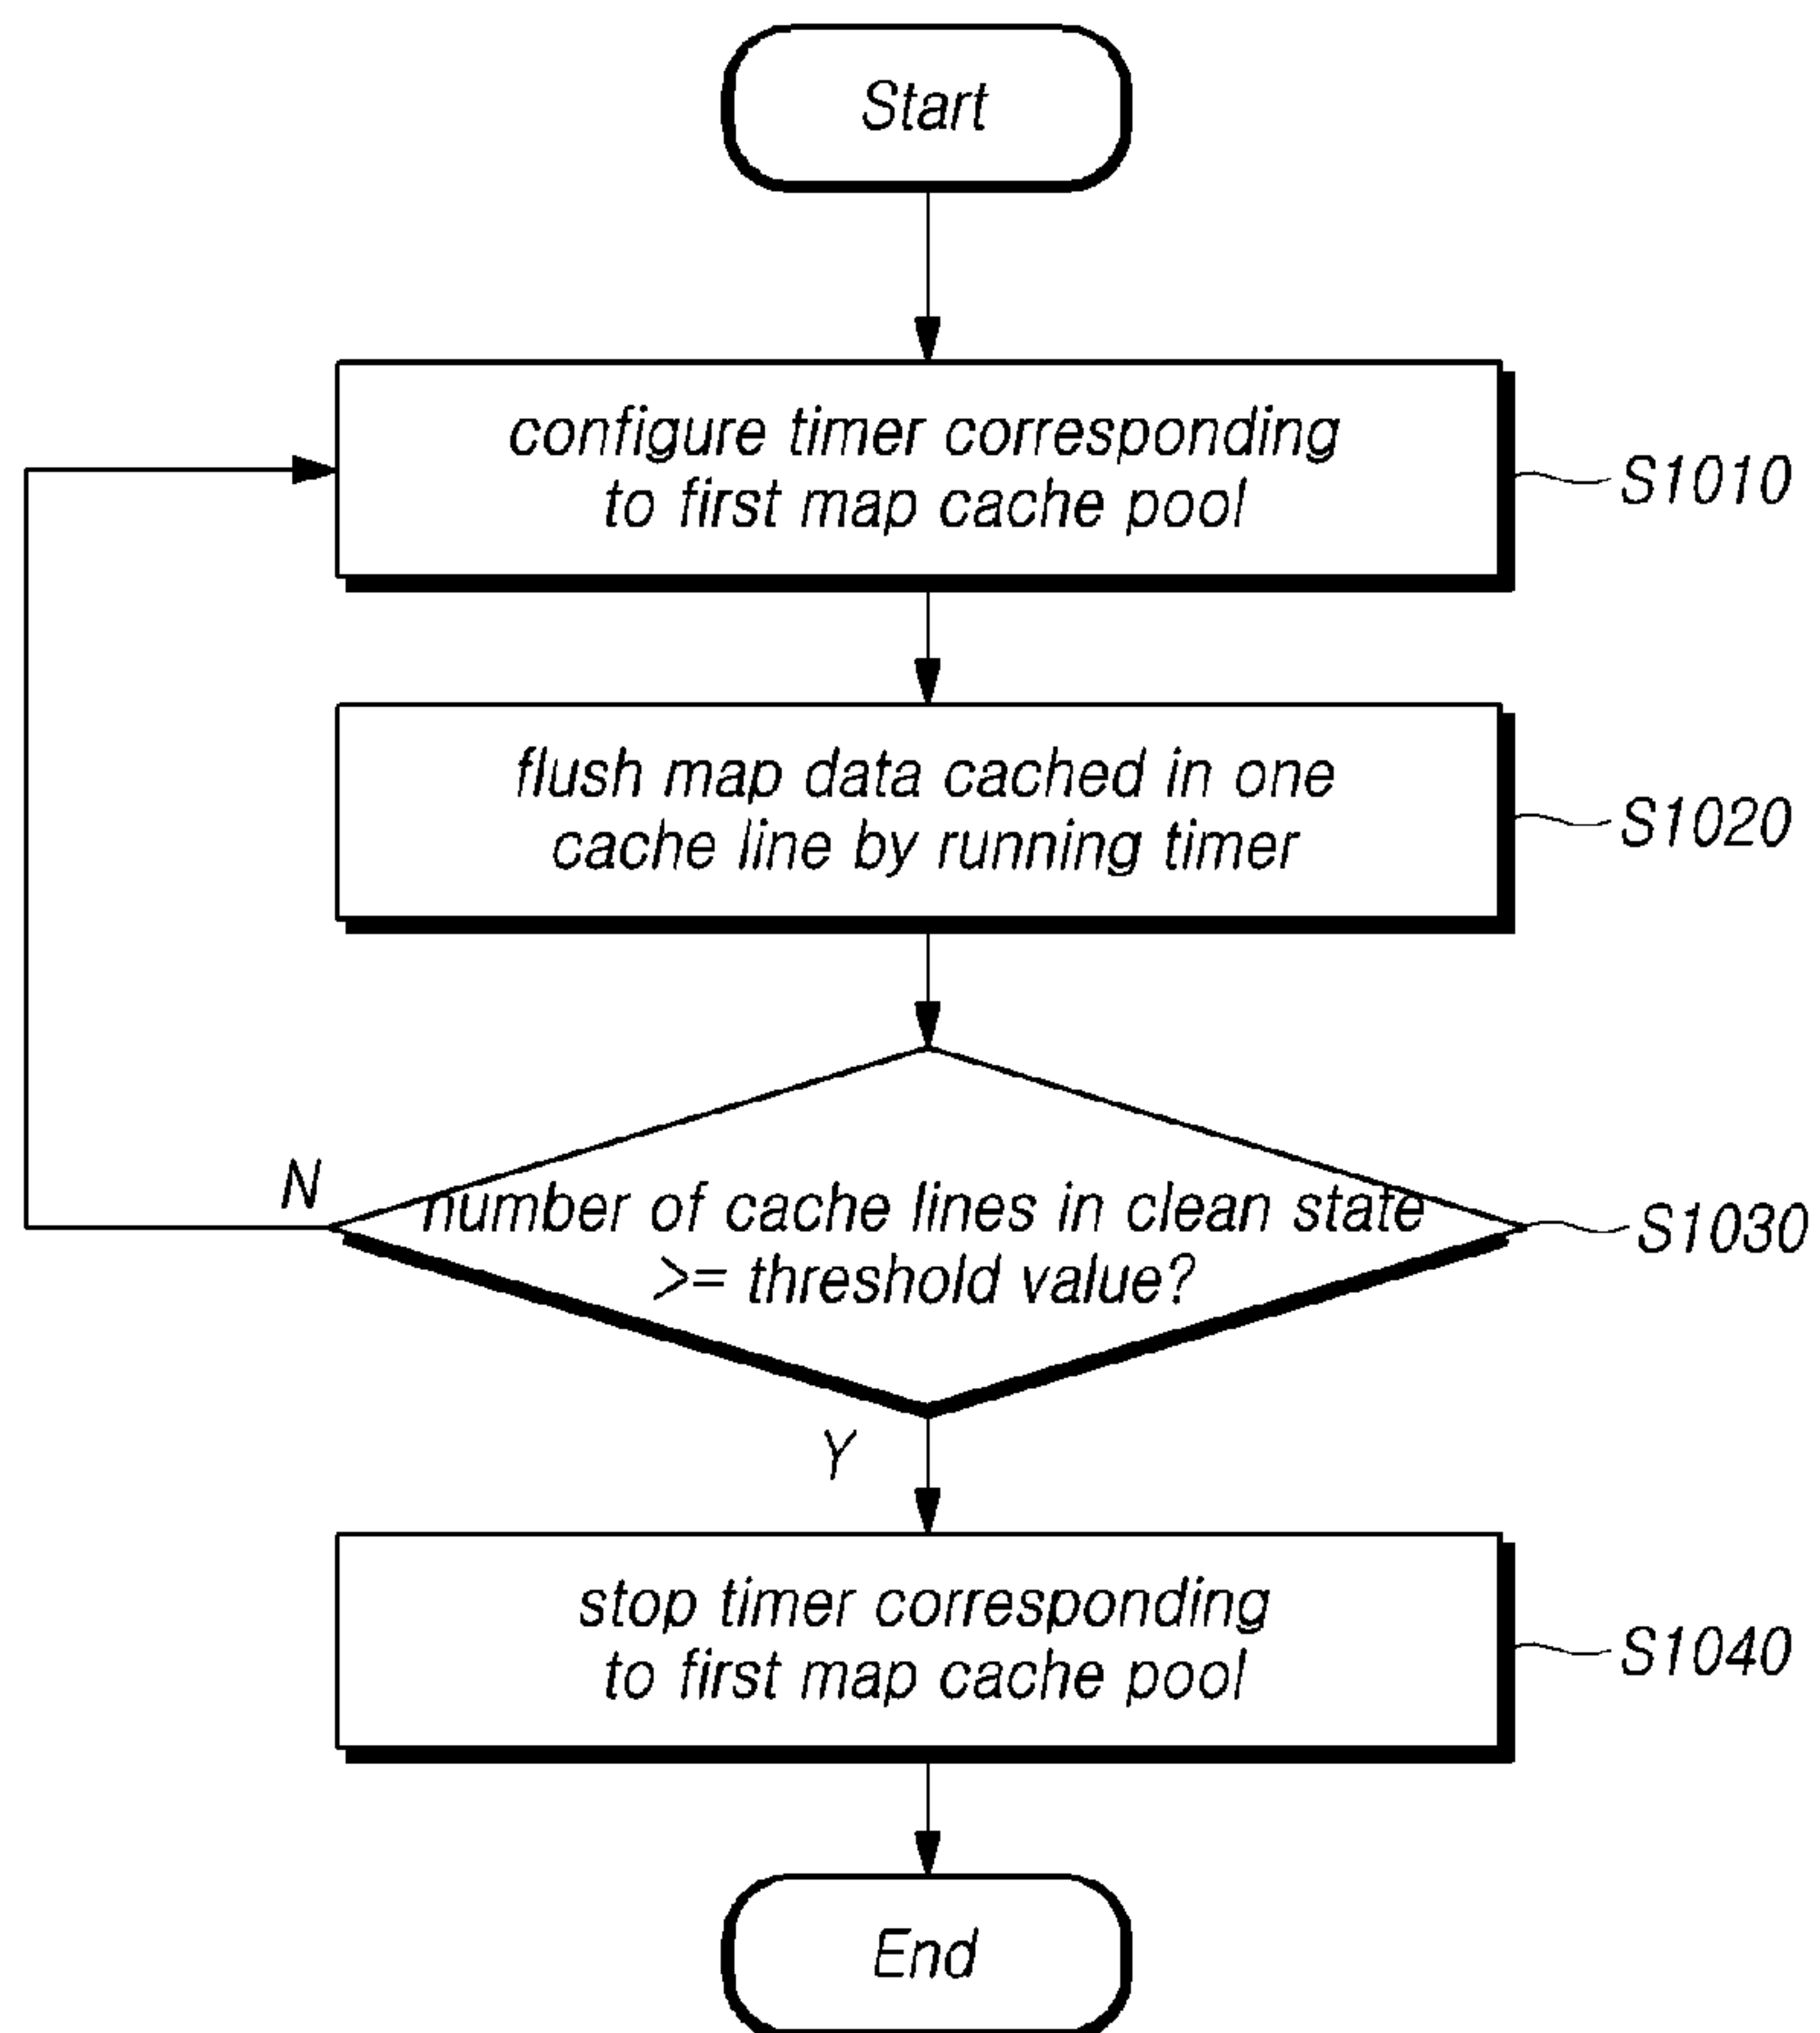 Start
configure timer corresponding
to first map cache pool
S1010
flush map data cached in one
cache line by running timer
S1020
N
number of cache lines in clean state
>= threshold value?
S1030
Y
stop timer corresponding
to first map cache pool
S1040
End